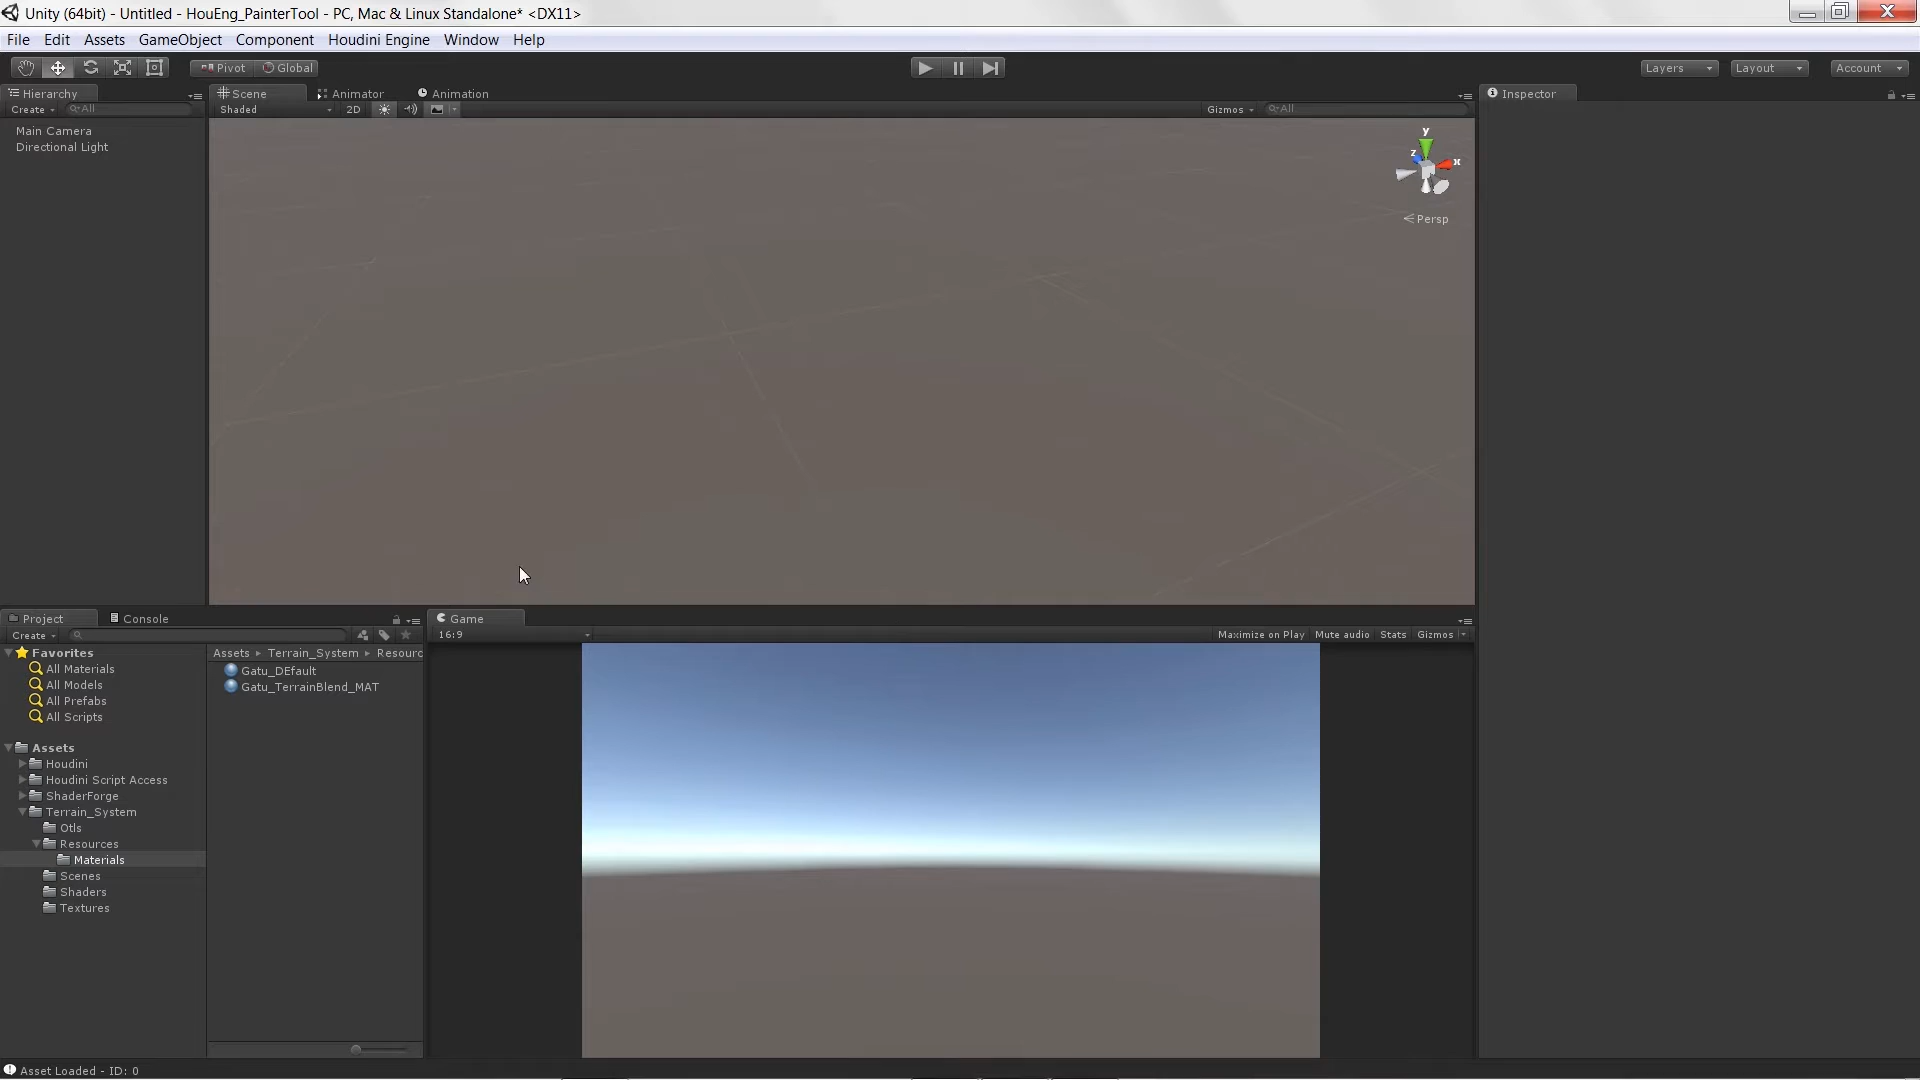 Unity (64bit) - Untitled - HouEng_PainterTool - PC, Mac & Linux Standalone* <DX11>
File Edit Assets GameObject Component Houdini Engine Window Help
Pivot Global Layers Layout Account
Hierarchy Scene Animator Animation Inspector
Create All Shaded 2D Gizmos All
Main Camera
Directional Light
y
z x
Persp
Project Console Game
Create 16:9 Maximize on Play Mute audio Stats Gizmos
Favorites
All Materials
All Models
All Prefabs
All Scripts
Assets
Houdini
Houdini Script Access
ShaderForge
Terrain_System
Otls
Resources
Materials
Scenes
Shaders
Textures
Assets Terrain_System Resourc
Gatu_DEfault
Gatu_TerrainBlend_MAT
Asset Loaded - ID: 0